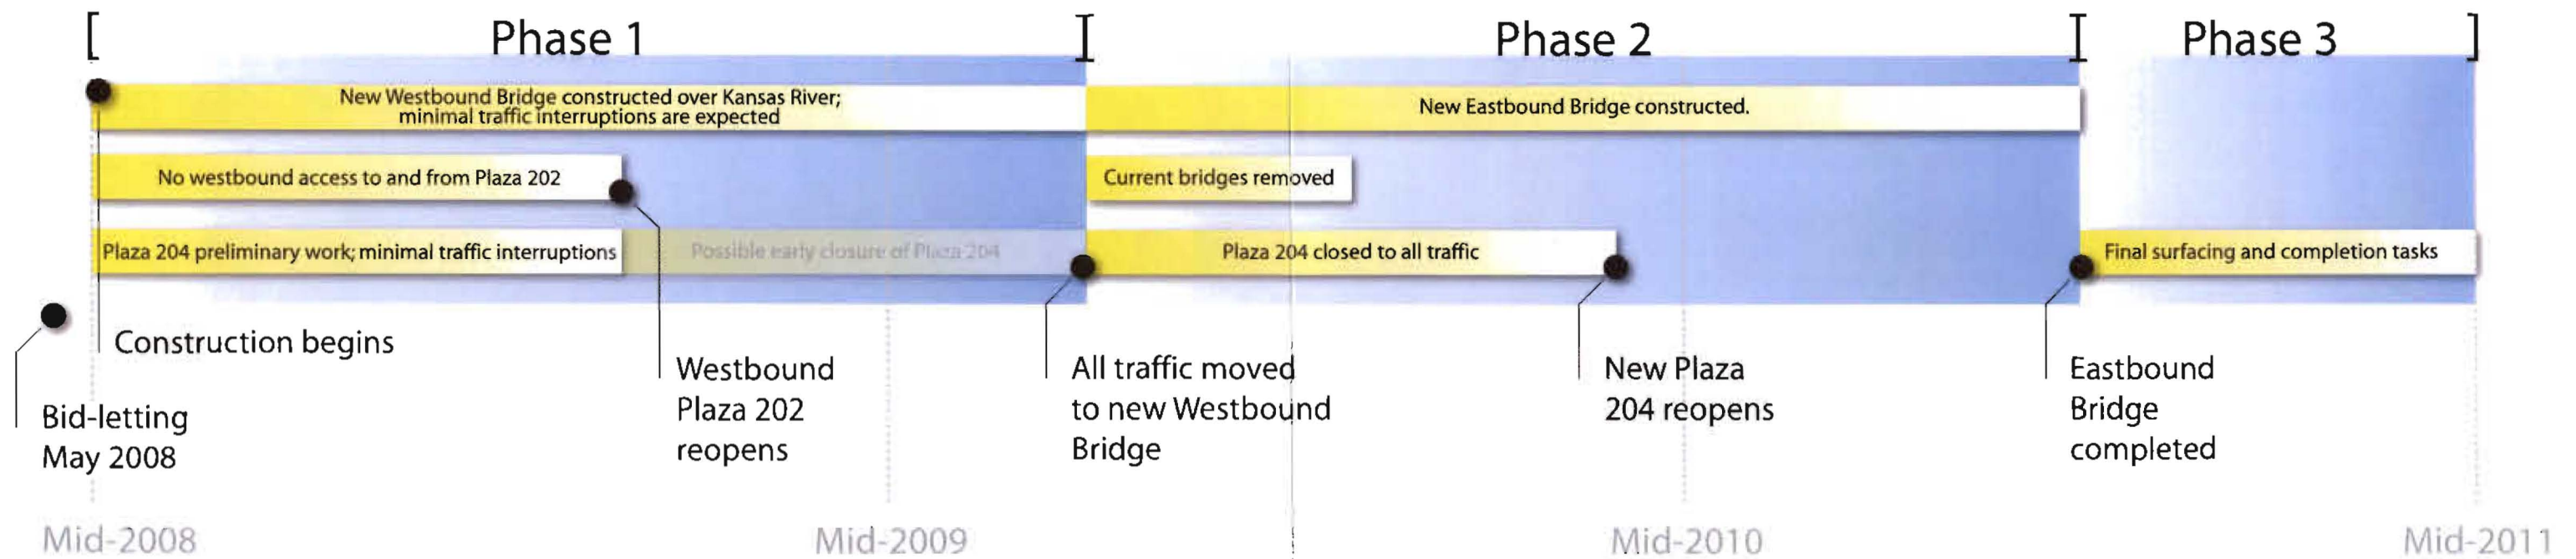 Phase 1
Phase 2
Phase 3
New Westbound Bridge constructed over Kansas River;
minimal traffic interruptions are expected
New Eastbound Bridge constructed.
No westbound access to and from Plaza 202
Current bridges removed
Plaza 204 preliminary work; minimal traffic interruptions
Possible early closure of Plaza 204
Plaza 204 closed to all traffic
Final surfacing and completion tasks
Construction begins
Bid-letting
May 2008
Westbound
Plaza 202
reopens
All traffic moved
to new Westbound
Bridge
New Plaza
204 reopens
Eastbound
Bridge
completed
Mid-2008
Mid-2009
Mid-2010
Mid-2011